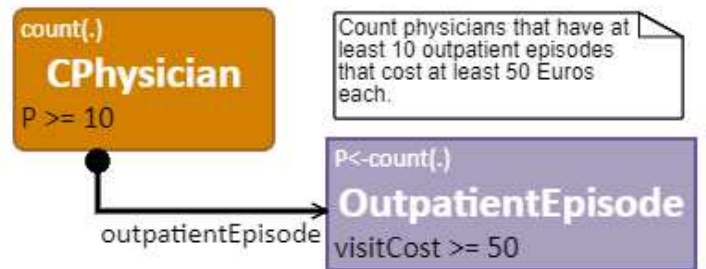 count(.)
CPhysician
P >= 10
Count physicians that have at
least 10 outpatient episodes
that cost at least 50 Euros
each.
outpatientEpisode
P<-count(.)
OutpatientEpisode
visitCost >= 50